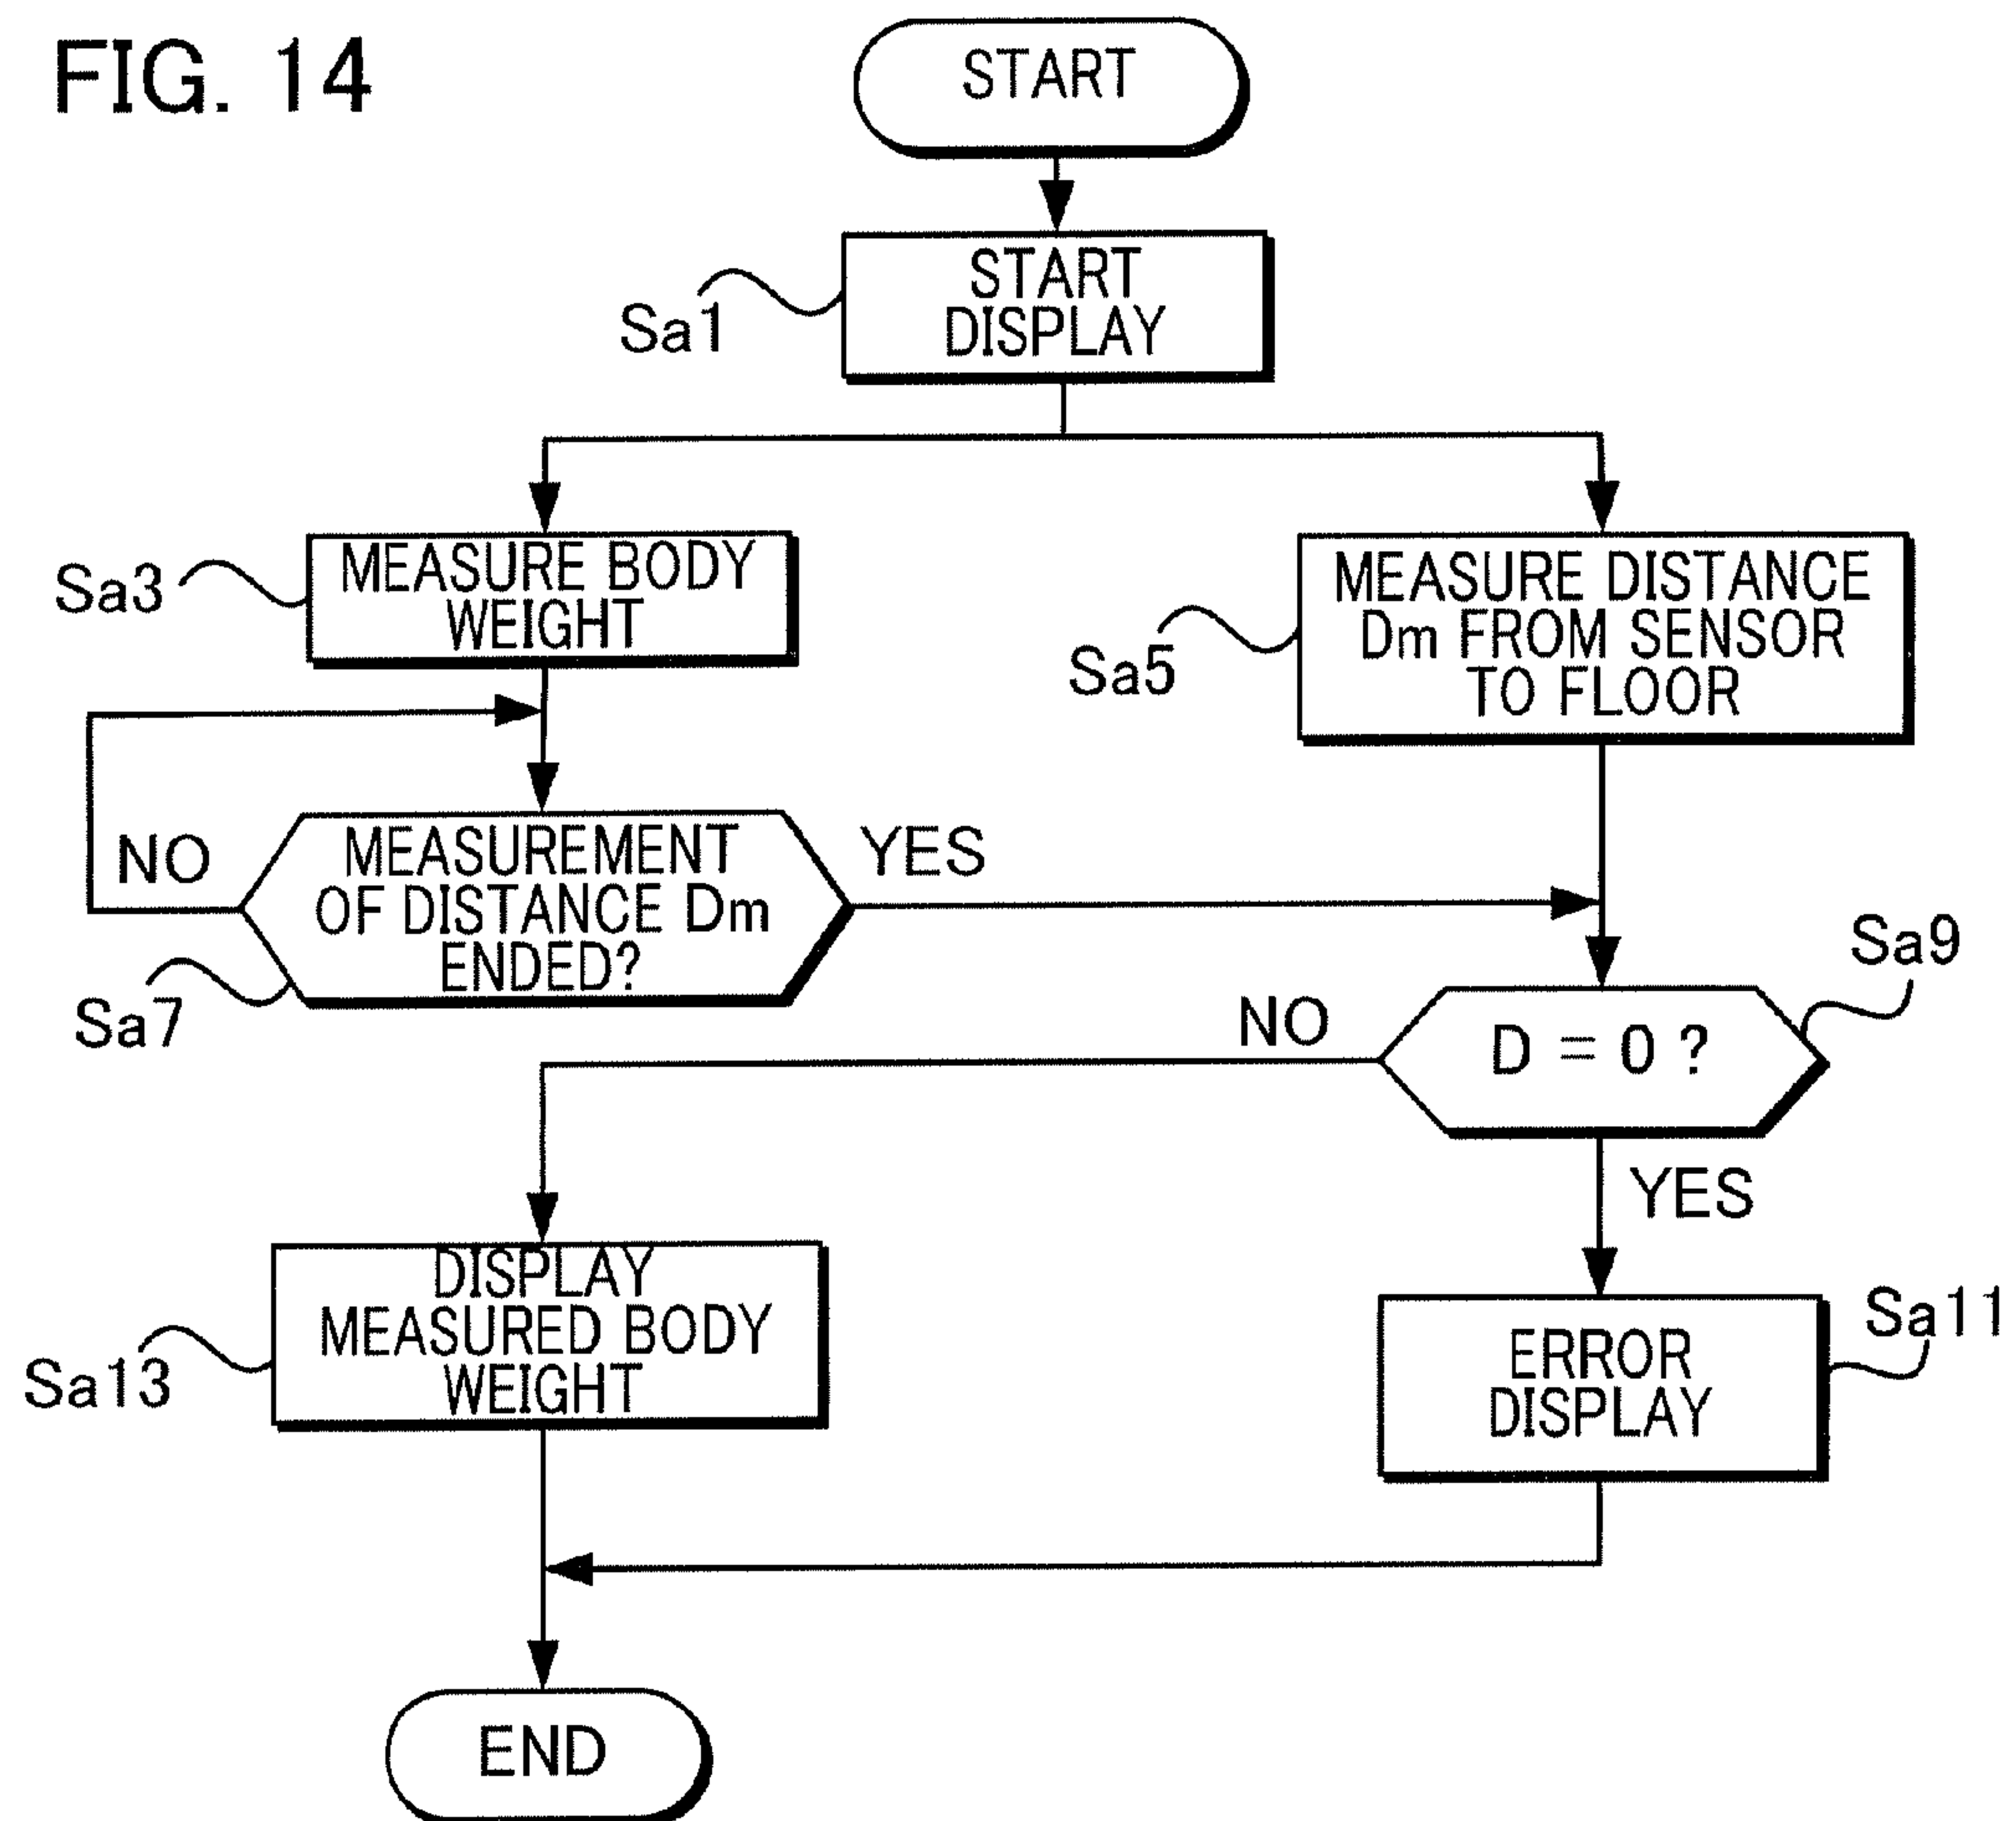 FIG. 14
START
START
DISPLAY
Sa1
MEASURE BODY
WEIGHT
Sa3
MEASURE DISTANCE
Dm FROM SENSOR
TO FLOOR
Sa5
NO
MEASUREMENT
OF DISTANCE Dm
ENDED?
YES
Sa7
Sa9
NO
D = 0 ?
YES
DISPLAY
MEASURED BODY
WEIGHT
Sa13
ERROR
DISPLAY
Sa11
END